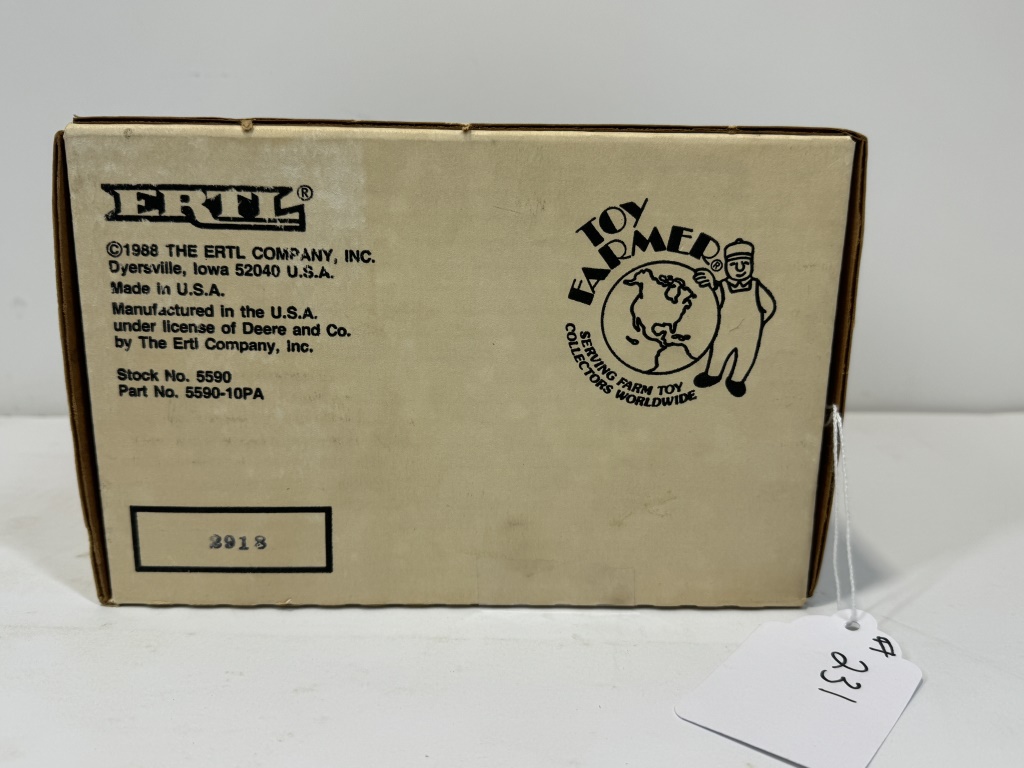 ERTL®
©1988 THE ERTL COMPANY, INC.
Dyersville, Iowa 52040 U.S.A.
Made in U.S.A.
Manufactured in the U.S.A.
under license of Deere and Co.
by The Ertl Company, Inc.
Stock No. 5590
Part No. 5590-10PA
2918
TOY
FARMER®
SERVING FARM TOY
COLLECTORS WORLDWIDE
# 231